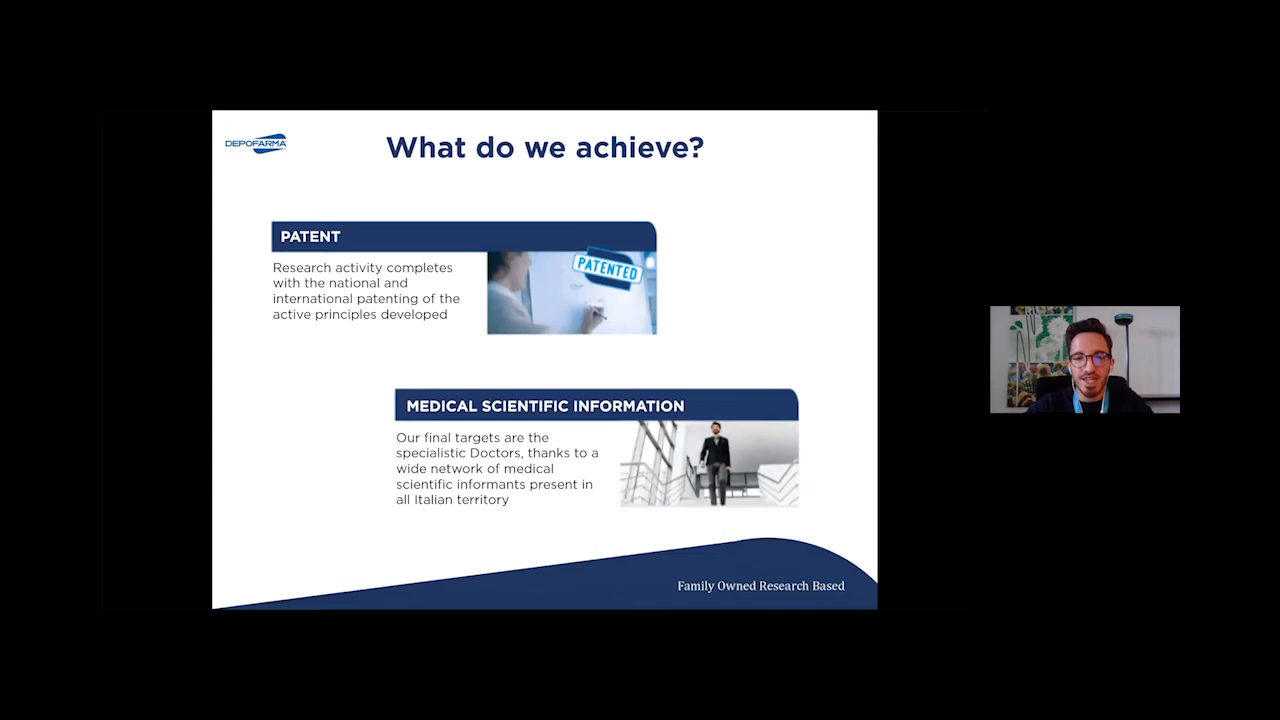 DEPOFARMA
What do we achieve?
PATENT
PATENTED
Research activity completes
with the national and
international patenting of the
active principles developed
MEDICAL SCIENTIFIC INFORMATION
Our final targets are the
specialistic Doctors, thanks to a
wide network of medical
scientific informants present in
all Italian territory
Family Owned Research Based